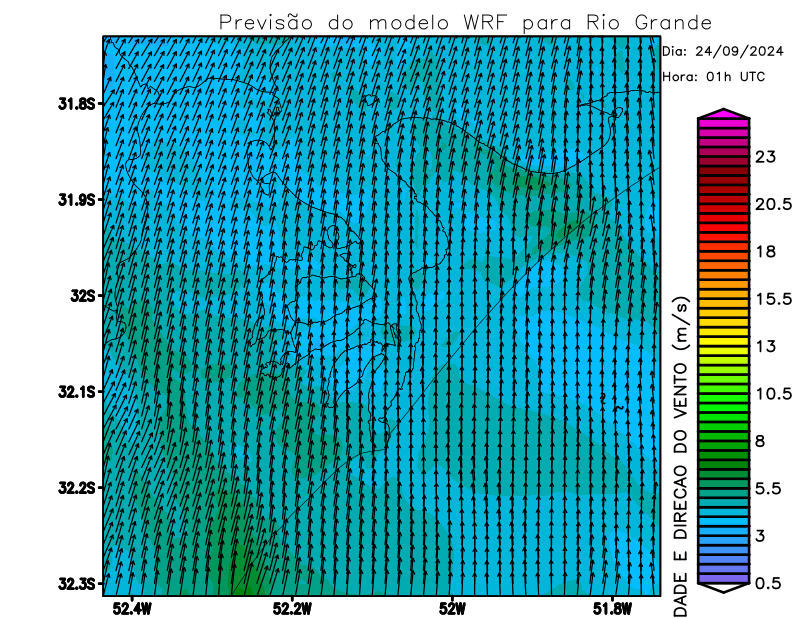 Previsão do modelo WRF para Rio Grande
Dia: 24/09/2024
Hora: 01h UTC
31.8S
31.9S
32S
32.1S
32.2S
32.3S
52.4W
52.2W
52W
51.8W
23
20.5
18
15.5
13
10.5
8
5.5
3
0.5
DADE E DIRECAO DO VENTO (m/s)